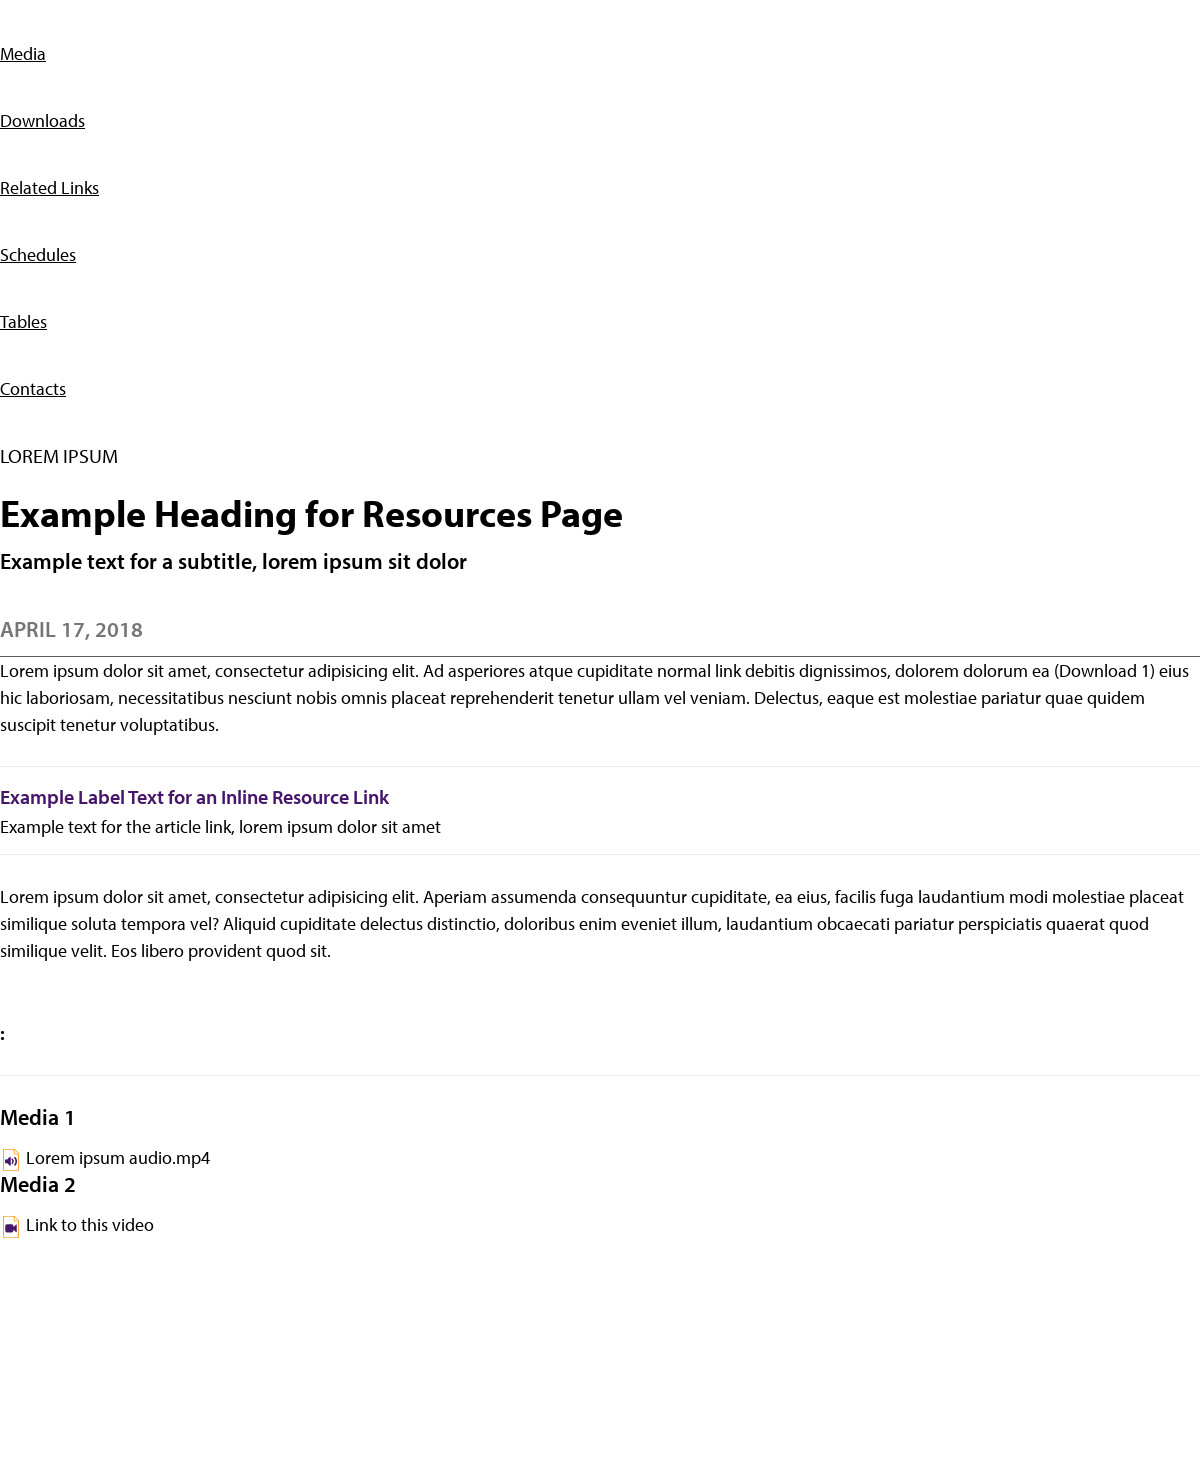 Media
Downloads
Related Links
Schedules
Tables
Contacts
LOREM IPSUM
Example Heading for Resources Page
Example text for a subtitle, lorem ipsum sit dolor
APRIL 17, 2018
Lorem ipsum dolor sit amet, consectetur adipisicing elit. Ad asperiores atque cupiditate normal link debitis dignissimos, dolorem dolorum ea (Download 1) eius
hic laboriosam, necessitatibus nesciunt nobis omnis placeat reprehenderit tenetur ullam vel veniam. Delectus, eaque est molestiae pariatur quae quidem
suscipit tenetur voluptatibus.
Example Label Text for an Inline Resource Link
Example text for the article link, lorem ipsum dolor sit amet
Lorem ipsum dolor sit amet, consectetur adipisicing elit. Aperiam assumenda consequuntur cupiditate, ea eius, facilis fuga laudantium modi molestiae placeat
similique soluta tempora vel? Aliquid cupiditate delectus distinctio, doloribus enim eveniet illum, laudantium obcaecati pariatur perspiciatis quaerat quod
similique velit. Eos libero provident quod sit.
:
Media 1
Lorem ipsum audio.mp4
Media 2
Link to this video